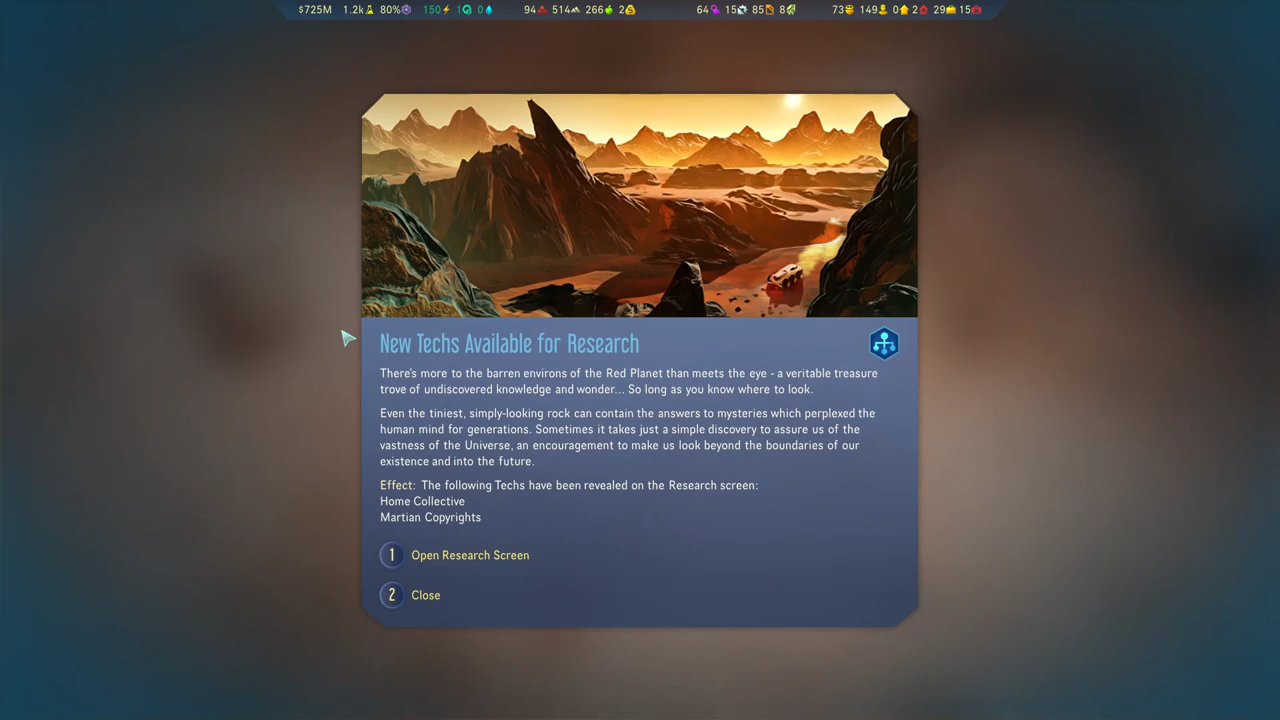 $725M 1.2k 80% 150 1 0 94 514 266 2 64 15 85 8 73 149 0 2 29 15
New Techs Available for Research
There's more to the barren environs of the Red Planet than meets the eye - a veritable treasure
trove of undiscovered knowledge and wonder... So long as you know where to look.
Even the tiniest, simply-looking rock can contain the answers to mysteries which perplexed the
human mind for generations. Sometimes it takes just a simple discovery to assure us of the
vastness of the Universe, an encouragement to make us look beyond the boundaries of our
existence and into the future.
Effect: The following Techs have been revealed on the Research screen:
Home Collective
Martian Copyrights
1 Open Research Screen
2 Close